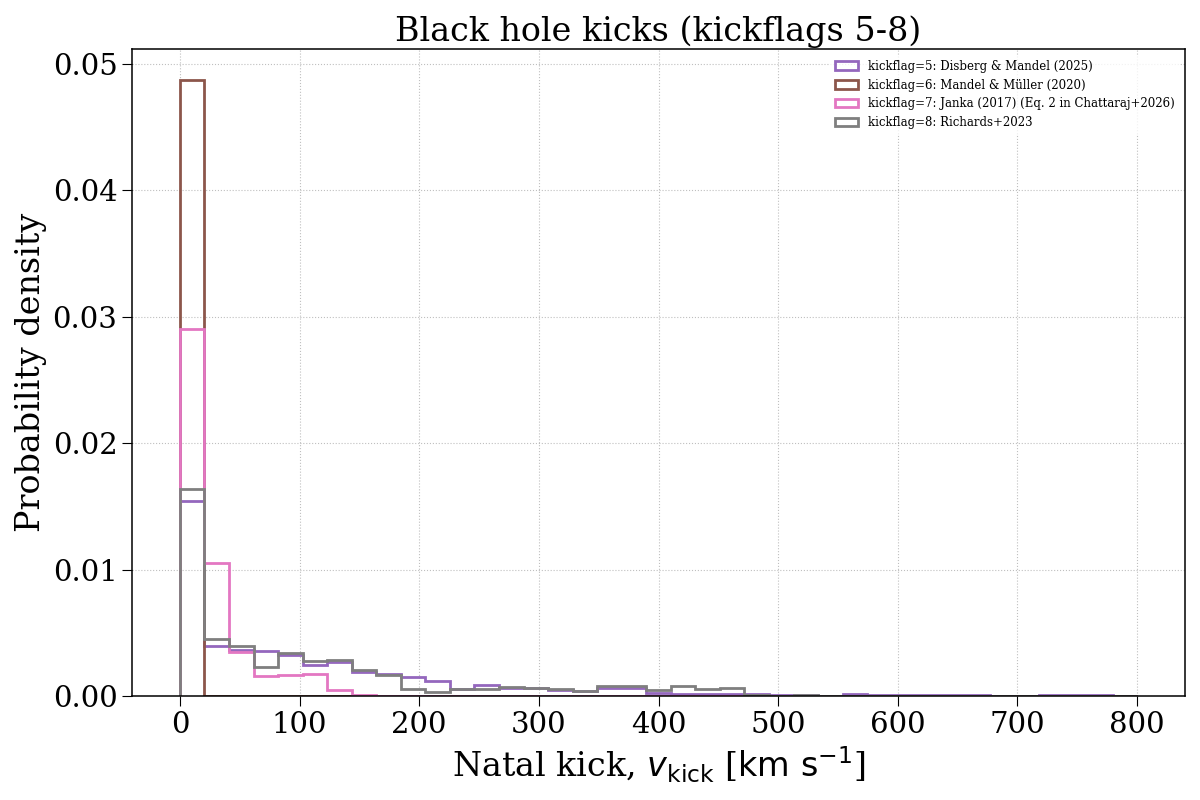 Black hole kicks (kickflags 5-8)
kickflag=5: Disberg & Mandel (2025)
kickflag=6: Mandel & Müller (2020)
kickflag=7: Janka (2017) (Eq. 2 in Chattaraj+2026)
kickflag=8: Richards+2023
Probability density
0.05
0.04
0.03
0.02
0.01
0.00
0 100 200 300 400 500 600 700 800
Natal kick, v_kick [km s⁻¹]